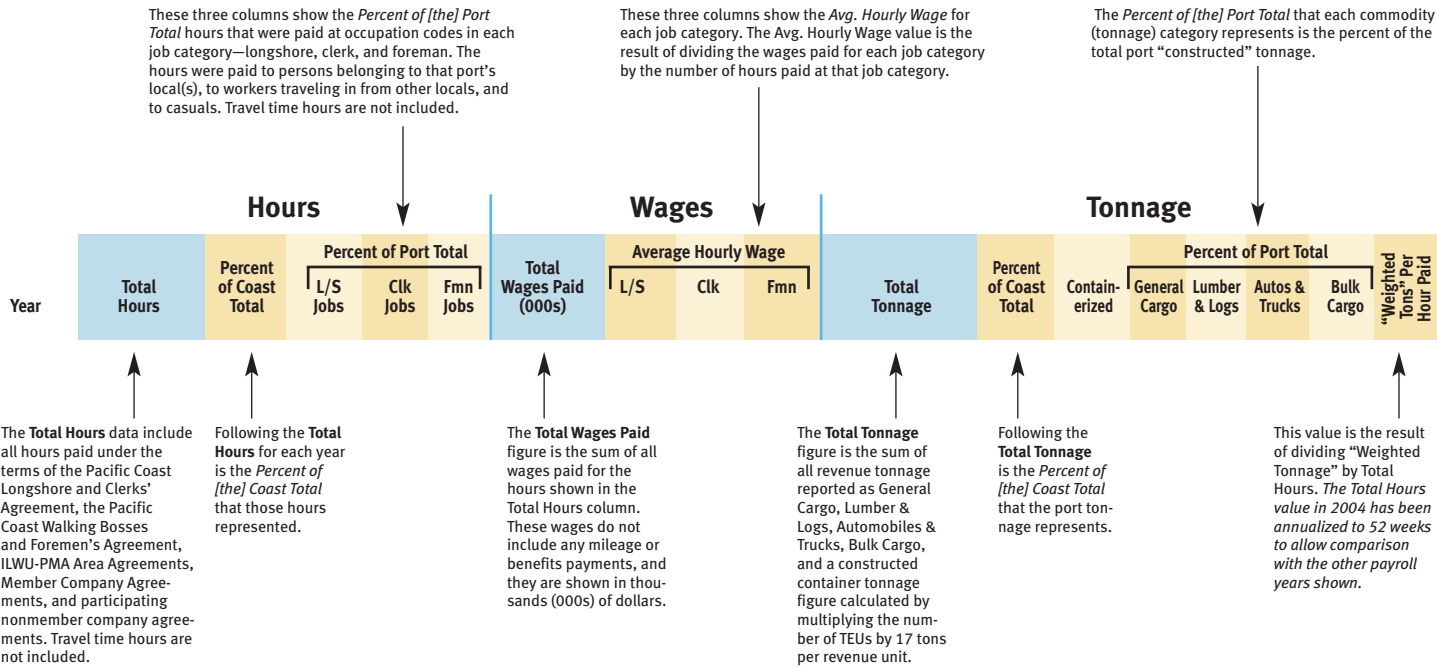 These three columns show the Percent of [the] Port
Total hours that were paid at occupation codes in each
job category—longshore, clerk, and foreman. The
hours were paid to persons belonging to that port's
local(s), to workers traveling in from other locals, and
to casuals. Travel time hours are not included.
These three columns show the Avg. Hourly Wage for
each job category. The Avg. Hourly Wage value is the
result of dividing the wages paid for each job category
by the number of hours paid at that job category.
The Percent of [the] Port Total that each commodity
(tonnage) category represents is the percent of the
total port “constructed” tonnage.
Hours
Wages
Tonnage
Year
Total
Hours
Percent
of Coast
Total
Percent of Port Total
L/S
Jobs
Clk
Jobs
Fmn
Jobs
Total
Wages Paid
(000s)
Average Hourly Wage
L/S
Clk
Fmn
Total
Tonnage
Percent
of Coast
Total
Contain-
erized
Percent of Port Total
General
Cargo
Lumber
& Logs
Autos &
Trucks
Bulk
Cargo
“Weighted
Tons” Per
Hour Paid
The Total Hours data include
all hours paid under the
terms of the Pacific Coast
Longshore and Clerks'
Agreement, the Pacific
Coast Walking Bosses
and Foremen's Agreement,
ILWU-PMA Area Agreements,
Member Company Agree-
ments, and participating
nonmember company agree-
ments. Travel time hours are
not included.
Following the Total
Hours for each year
is the Percent of
[the] Coast Total
that those hours
represented.
The Total Wages Paid
figure is the sum of all
wages paid for the
hours shown in the
Total Hours column.
These wages do not
include any mileage or
benefits payments, and
they are shown in thou-
sands (000s) of dollars.
The Total Tonnage
figure is the sum of
all revenue tonnage
reported as General
Cargo, Lumber &
Logs, Automobiles &
Trucks, Bulk Cargo,
and a constructed
container tonnage
figure calculated by
multiplying the num-
ber of TEUs by 17 tons
per revenue unit.
Following the
Total Tonnage
is the Percent of
[the] Coast Total
that the port ton-
nage represents.
This value is the result
of dividing “Weighted
Tonnage” by Total
Hours. The Total Hours
value in 2004 has been
annualized to 52 weeks
to allow comparison
with the other payroll
years shown.